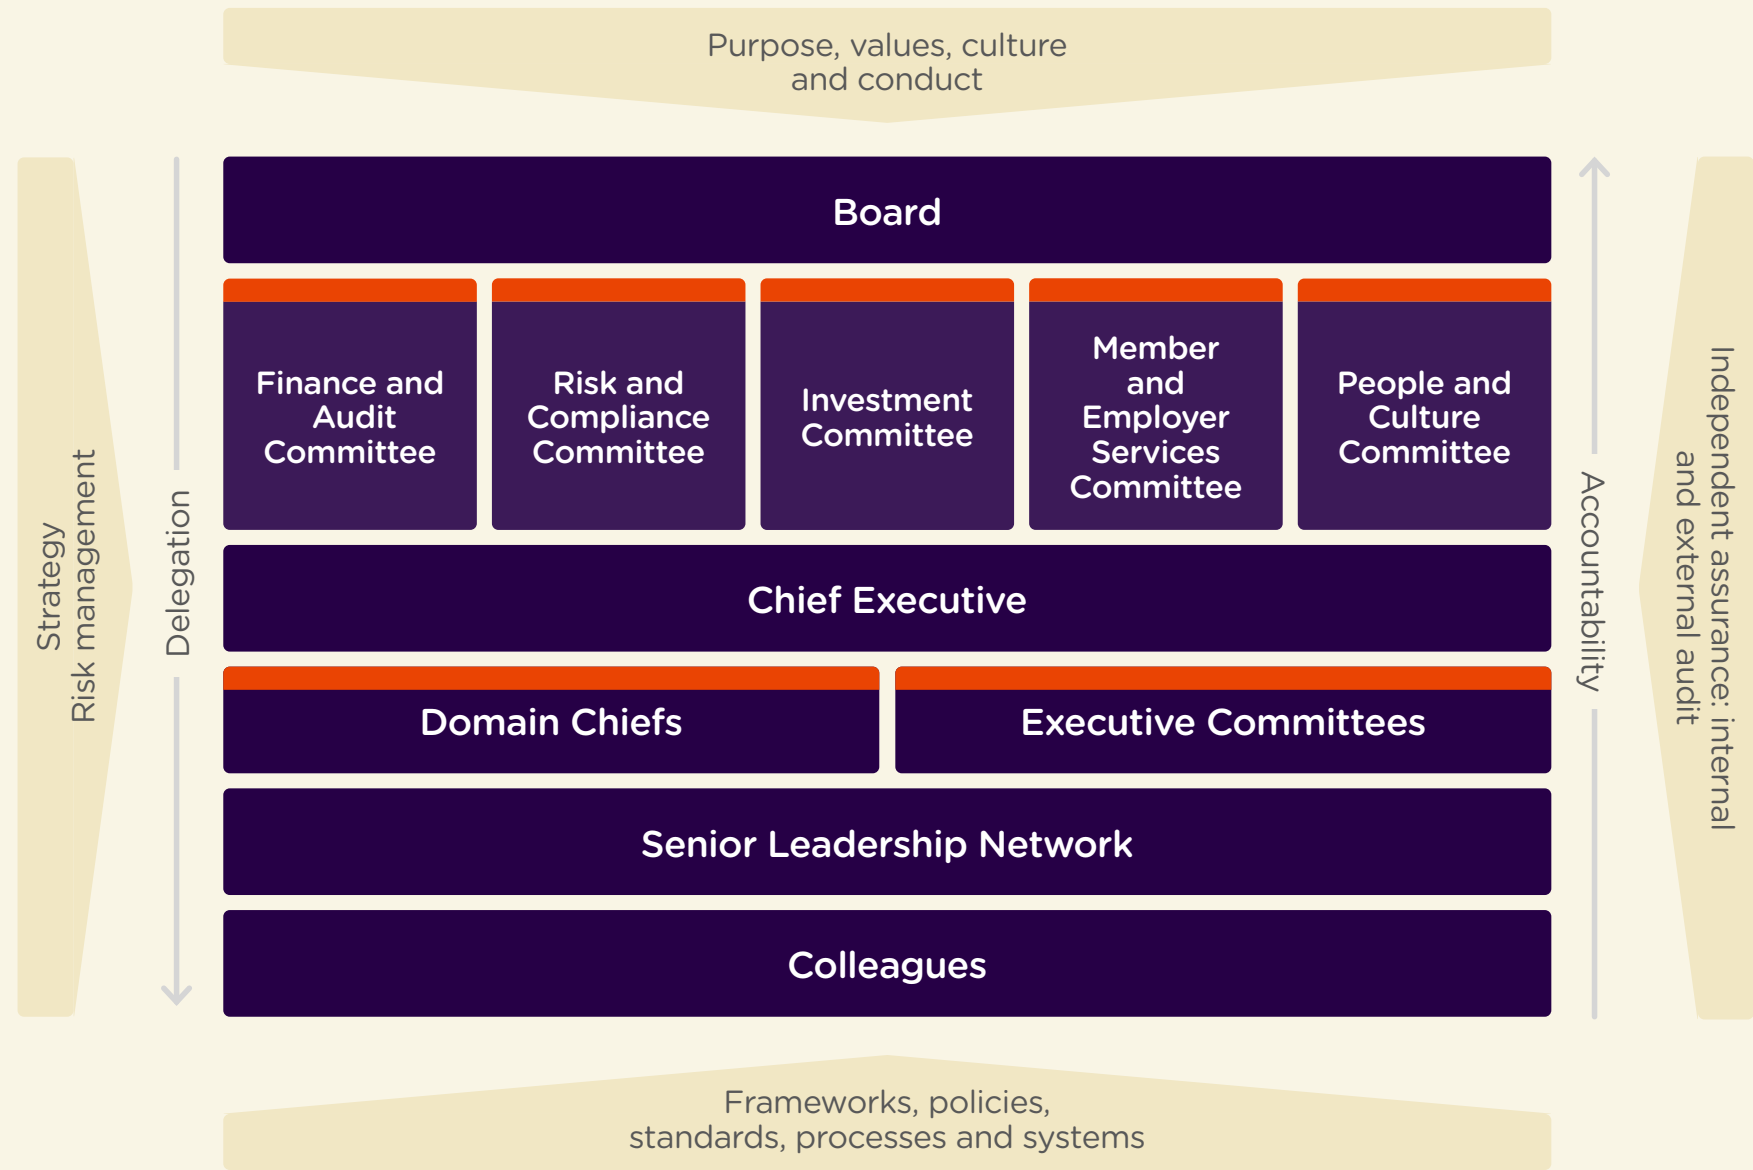 Purpose, values, culture
and conduct
Strategy
Risk management
Delegation
Board
Finance and
Audit
Committee
Risk and
Compliance
Committee
Investment
Committee
Member
and
Employer
Services
Committee
People and
Culture
Committee
Chief Executive
Domain Chiefs
Executive Committees
Senior Leadership Network
Colleagues
Accountability
Independent assurance: internal
and external audit
Frameworks, policies,
standards, processes and systems